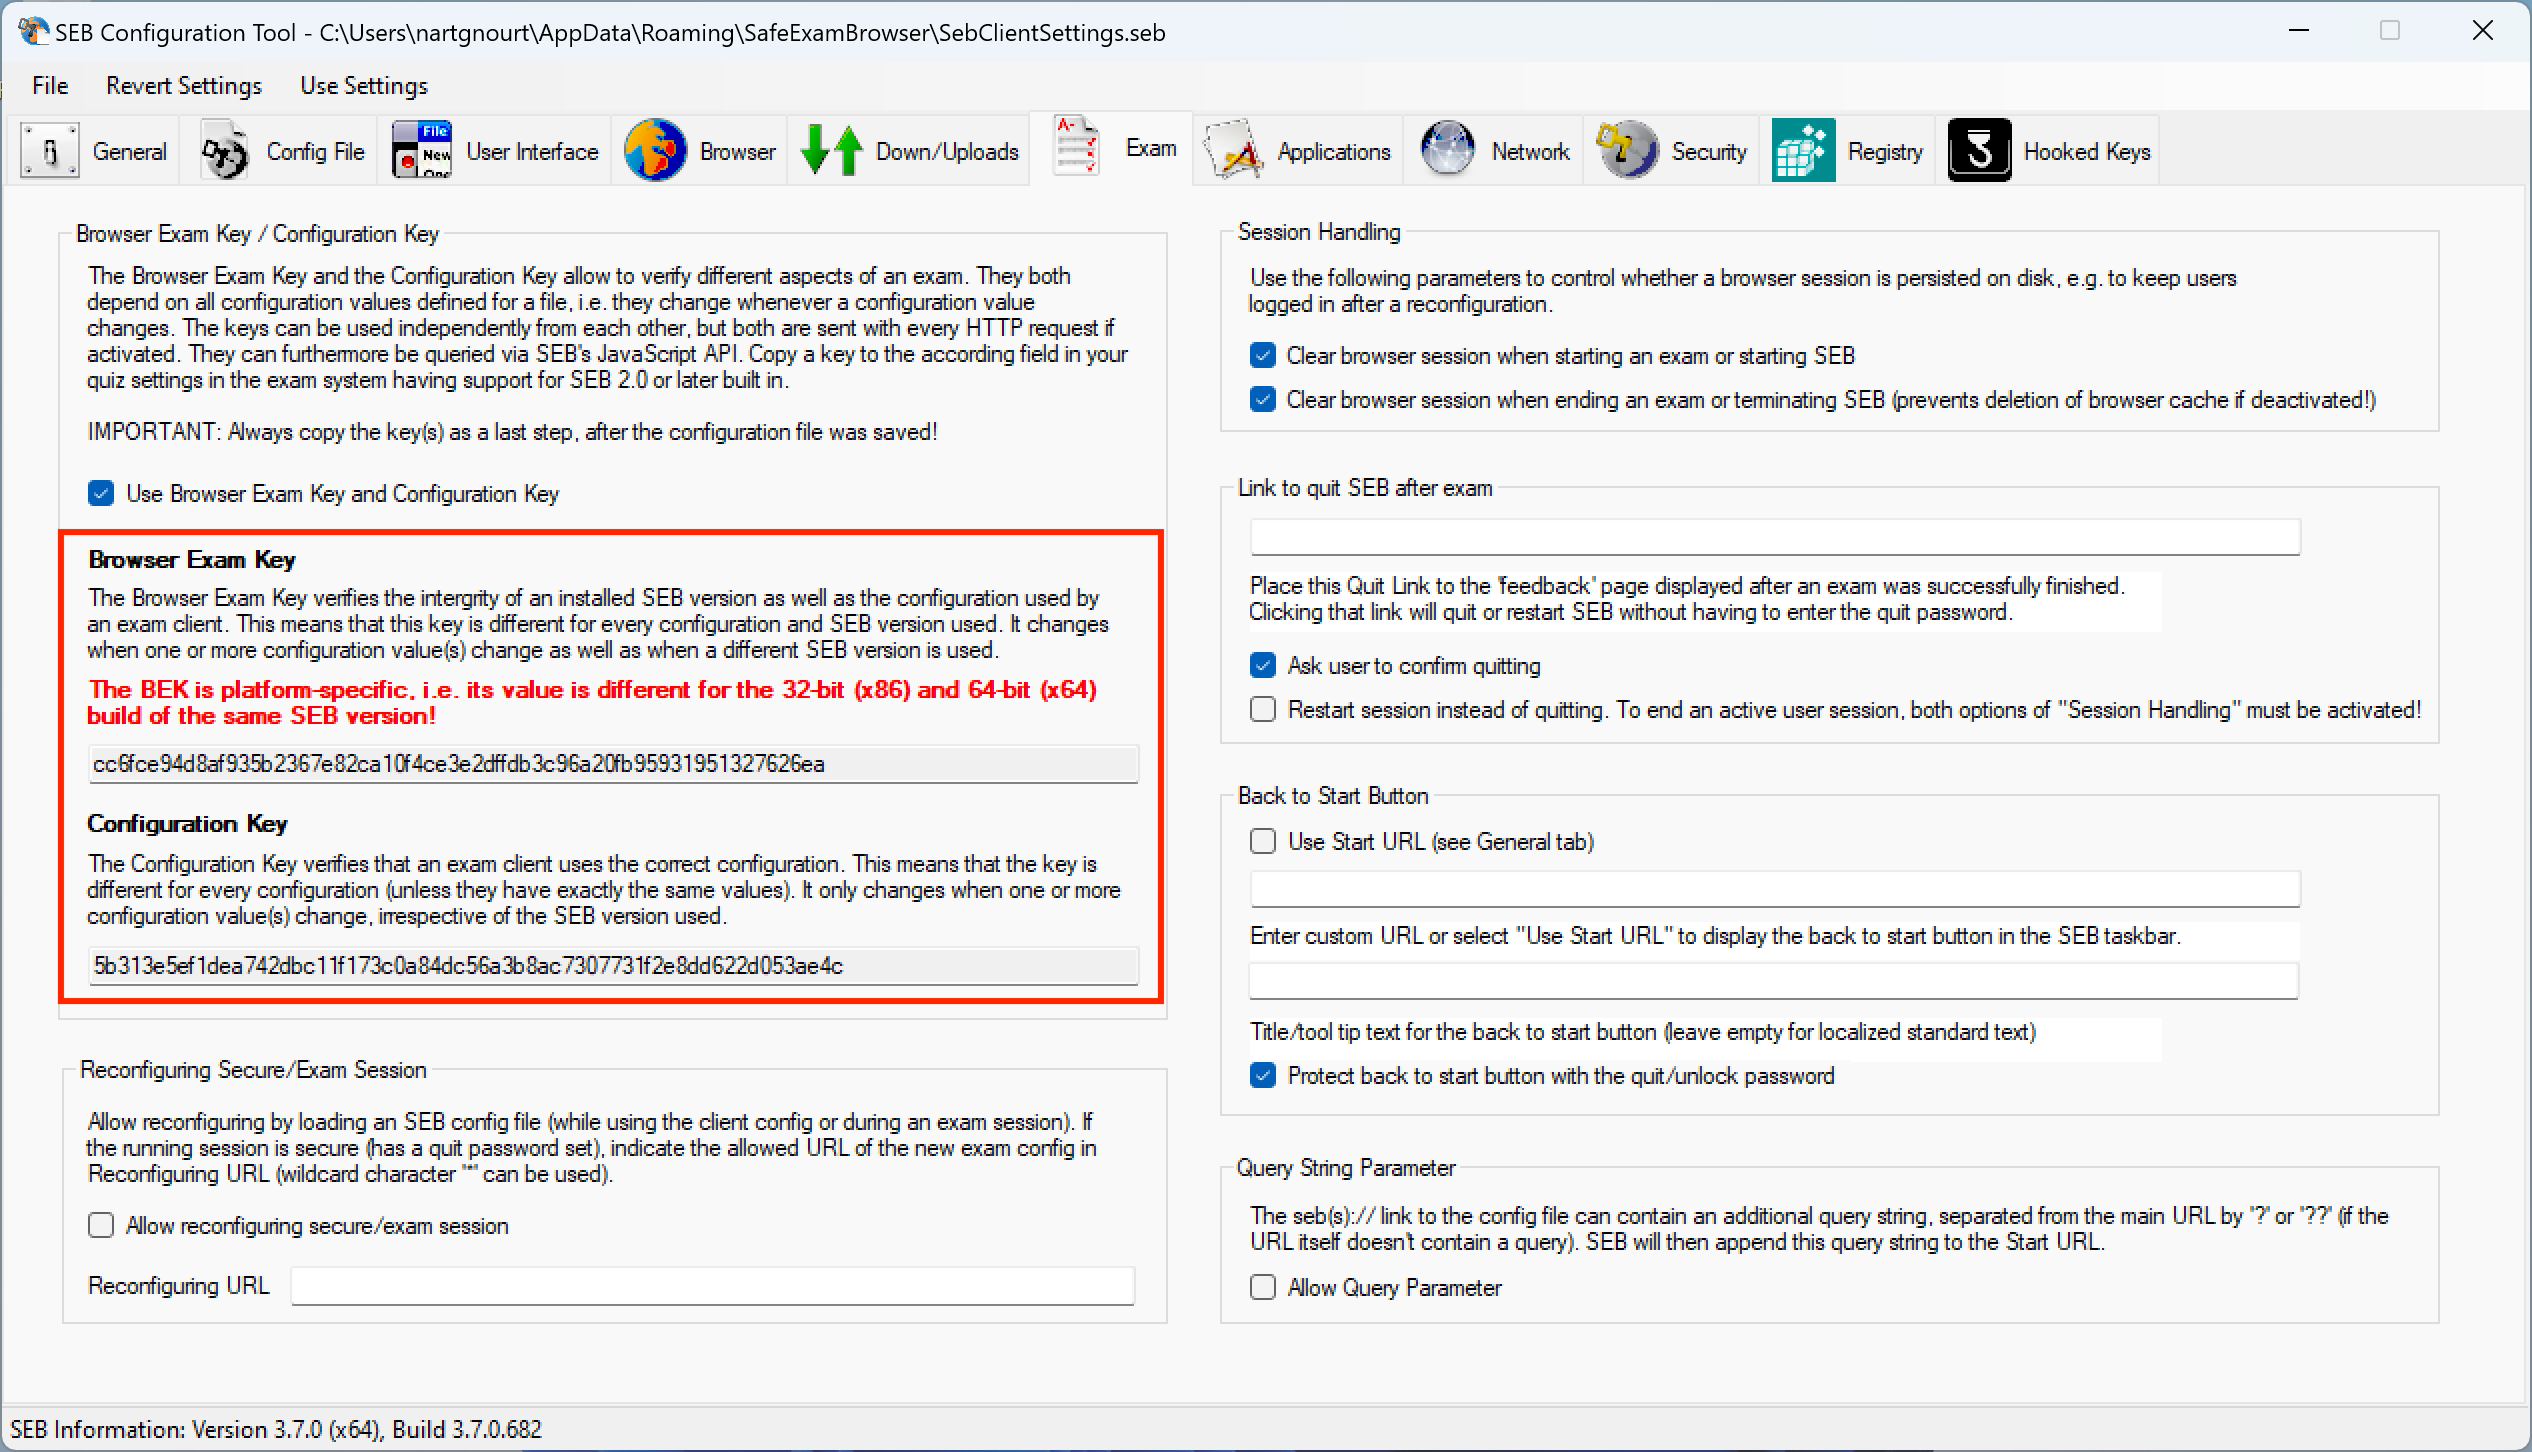 SEB Configuration Tool - C:\Users\nartgnourt\AppData\Roaming\SafeExamBrowser\SebClientSettings.seb
File Revert Settings Use Settings
General Config File User Interface Browser Down/Uploads Exam Applications Network Security Registry Hooked Keys
Browser Exam Key / Configuration Key
The Browser Exam Key and the Configuration Key allow to verify different aspects of an exam. They both
depend on all configuration values defined for a file, i.e. they change whenever a configuration value
changes. The keys can be used independently from each other, but both are sent with every HTTP request if
activated. They can furthermore be queried via SEB's JavaScript API. Copy a key to the according field in your
quiz settings in the exam system having support for SEB 2.0 or later built in.
IMPORTANT: Always copy the key(s) as a last step, after the configuration file was saved!
Use Browser Exam Key and Configuration Key
Browser Exam Key
The Browser Exam Key verifies the intergrity of an installed SEB version as well as the configuration used by
an exam client. This means that this key is different for every configuration and SEB version used. It changes
when one or more configuration value(s) change as well as when a different SEB version is used.
The BEK is platform-specific, i.e. its value is different for the 32-bit (x86) and 64-bit (x64)
build of the same SEB version!
cc6fce94d8af935b2367e82ca10f4ce3e2dffdb3c96a20fb95931951327626ea
Configuration Key
The Configuration Key verifies that an exam client uses the correct configuration. This means that the key is
different for every configuration (unless they have exactly the same values). It only changes when one or more
configuration value(s) change, irrespective of the SEB version used.
5b313e5ef1dea742dbc11f173c0a84dc56a3b8ac7307731f2e8dd622d053ae4c
Reconfiguring Secure/Exam Session
Allow reconfiguring by loading an SEB config file (while using the client config or during an exam session). If
the running session is secure (has a quit password set), indicate the allowed URL of the new exam config in
Reconfiguring URL (wildcard character '*' can be used).
Allow reconfiguring secure/exam session
Reconfiguring URL
Session Handling
Use the following parameters to control whether a browser session is persisted on disk, e.g. to keep users
logged in after a reconfiguration.
Clear browser session when starting an exam or starting SEB
Clear browser session when ending an exam or terminating SEB (prevents deletion of browser cache if deactivated!)
Link to quit SEB after exam
Place this Quit Link to the 'feedback' page displayed after an exam was successfully finished.
Clicking that link will quit or restart SEB without having to enter the quit password.
Ask user to confirm quitting
Restart session instead of quitting. To end an active user session, both options of "Session Handling" must be activated!
Back to Start Button
Use Start URL (see General tab)
Enter custom URL or select "Use Start URL" to display the back to start button in the SEB taskbar.
Title/tool tip text for the back to start button (leave empty for localized standard text)
Protect back to start button with the quit/unlock password
Query String Parameter
The seb(s):// link to the config file can contain an additional query string, separated from the main URL by '?' or '??' (if the
URL itself doesn't contain a query). SEB will then append this query string to the Start URL.
Allow Query Parameter
SEB Information: Version 3.7.0 (x64), Build 3.7.0.682